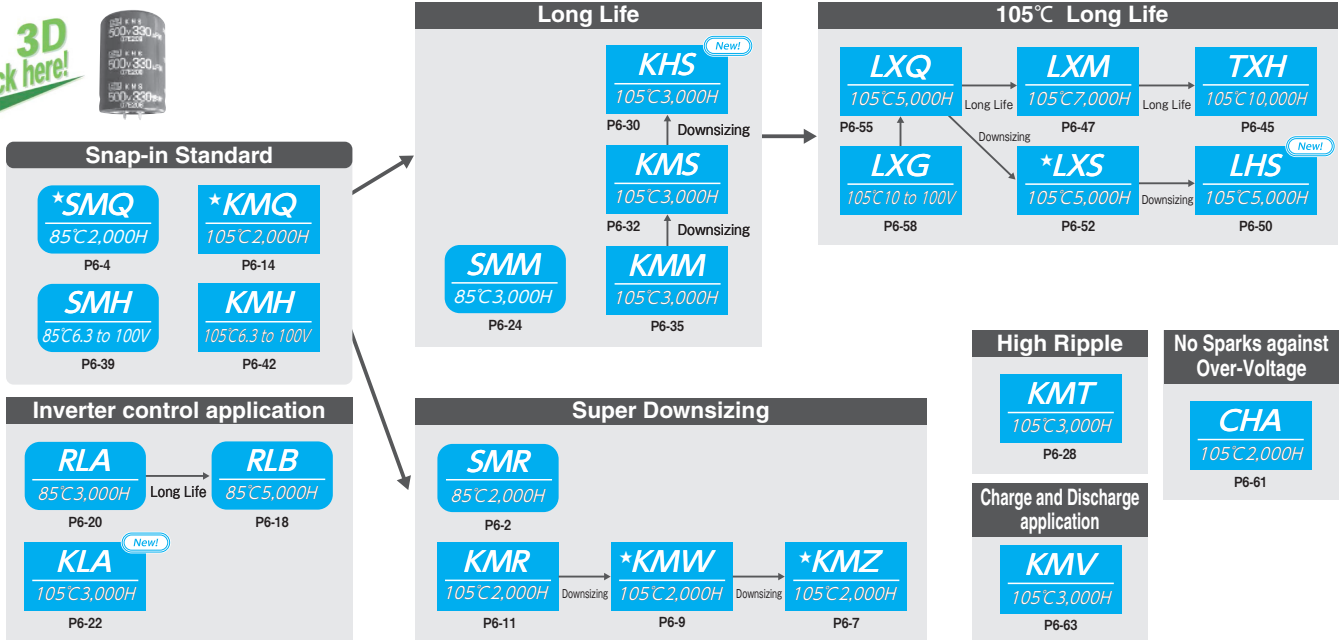 3D
ck here!
500v 330µF
500v 330µF
500v 330µF
Snap-in Standard
★SMQ
85℃2,000H
P6-4
★KMQ
105℃2,000H
P6-14
SMH
85℃6.3 to 100V
P6-39
KMH
105℃6.3 to 100V
P6-42
Inverter control application
RLA
85℃3,000H
P6-20
Long Life
RLB
85℃5,000H
P6-18
New!
KLA
105℃3,000H
P6-22
Long Life
New!
KHS
105℃3,000H
P6-30
Downsizing
KMS
105℃3,000H
P6-32
Downsizing
SMM
85℃3,000H
P6-24
KMM
105℃3,000H
P6-35
Super Downsizing
SMR
85℃2,000H
P6-2
KMR
105℃2,000H
P6-11
Downsizing
★KMW
105℃2,000H
P6-9
Downsizing
★KMZ
105℃2,000H
P6-7
105℃ Long Life
LXQ
105℃5,000H
P6-55
Long Life
LXM
105℃7,000H
P6-47
Long Life
TXH
105℃10,000H
P6-45
Downsizing
LXG
105℃10 to 100V
P6-58
★LXS
105℃5,000H
P6-52
Downsizing
New!
LHS
105℃5,000H
P6-50
High Ripple
KMT
105℃3,000H
P6-28
Charge and Discharge
application
KMV
105℃3,000H
P6-63
No Sparks against
Over-Voltage
CHA
105℃2,000H
P6-61